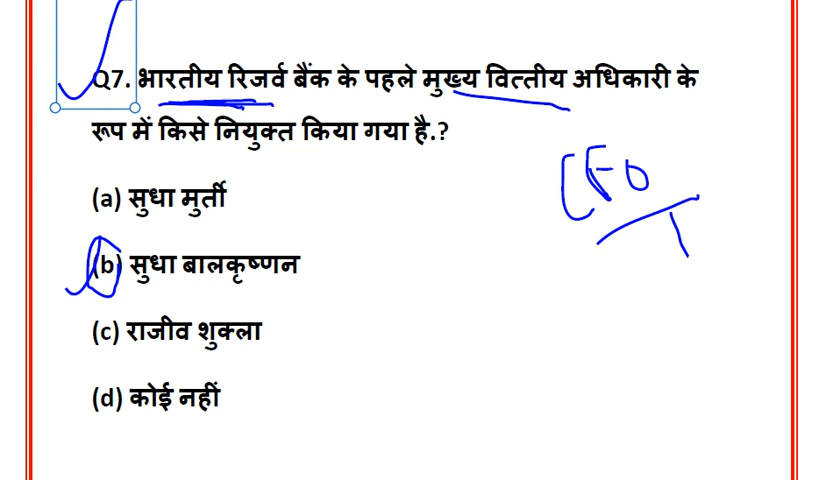 Q7. भारतीय रिजर्व बैंक के पहले मुख्य वित्तीय अधिकारी के
रूप में किसे नियुक्त किया गया है.?
CFO
(a) सुधा मुर्ती
(b) सुधा बालकृष्णन
(c) राजीव शुक्ला
(d) कोई नहीं